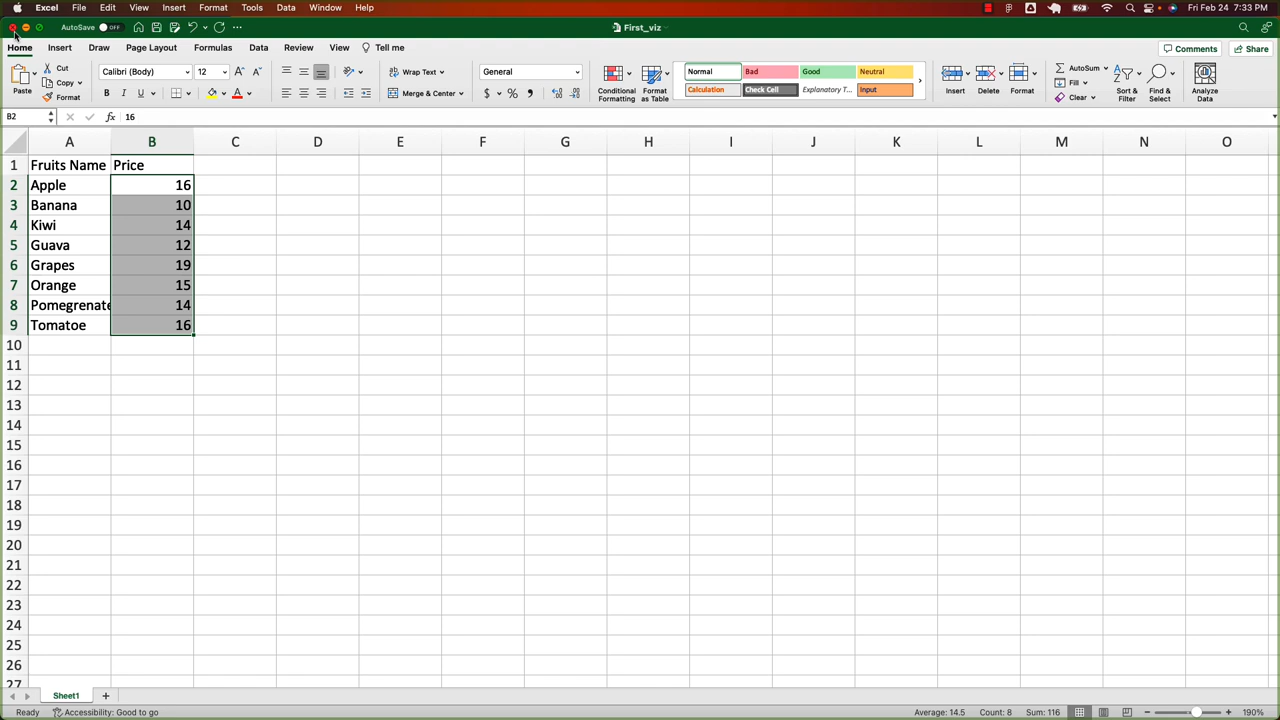 Excel File Edit View Insert Format Tools Data Window Help Fri Feb 24 7:33 PM
AutoSave OFF First_viz
Home Insert Draw Page Layout Formulas Data Review View Tell me Comments Share
Paste Cut Copy Format
Calibri (Body) 12
B I U
Wrap Text
Merge & Center
General
$ % ,
Conditional Formatting
Format as Table
Normal Bad Good Neutral
Calculation Check Cell Explanatory T... Input
Insert Delete Format
AutoSum
Fill
Clear
Sort & Filter
Find & Select
Analyze Data
B2 fx 16
A B C D E F G H I J K L M N O
1 Fruits Name Price
2 Apple 16
3 Banana 10
4 Kiwi 14
5 Guava 12
6 Grapes 19
7 Orange 15
8 Pomegrenate 14
9 Tomatoe 16
10
11
12
13
14
15
16
17
18
19
20
21
22
23
24
25
26
27
Sheet1 +
Ready Accessibility: Good to go Average: 14.5 Count: 8 Sum: 116 190%